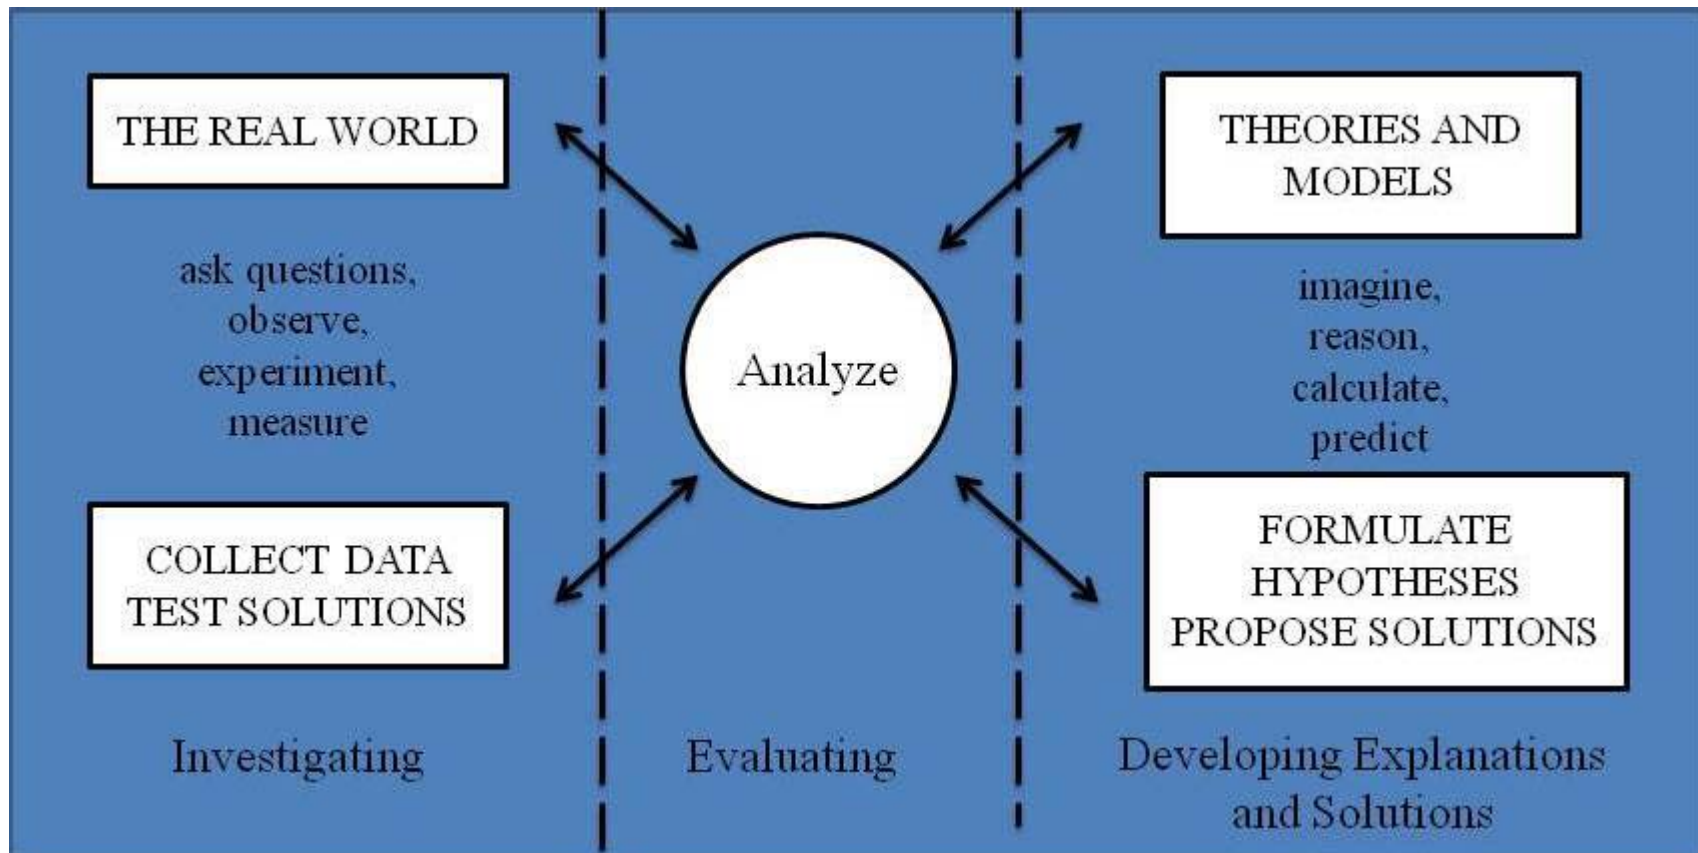 THE REAL WORLD
ask questions,
observe,
experiment,
measure
COLLECT DATA
TEST SOLUTIONS
Investigating
Analyze
Evaluating
THEORIES AND
MODELS
imagine,
reason,
calculate,
predict
FORMULATE
HYPOTHESES
PROPOSE SOLUTIONS
Developing Explanations
and Solutions